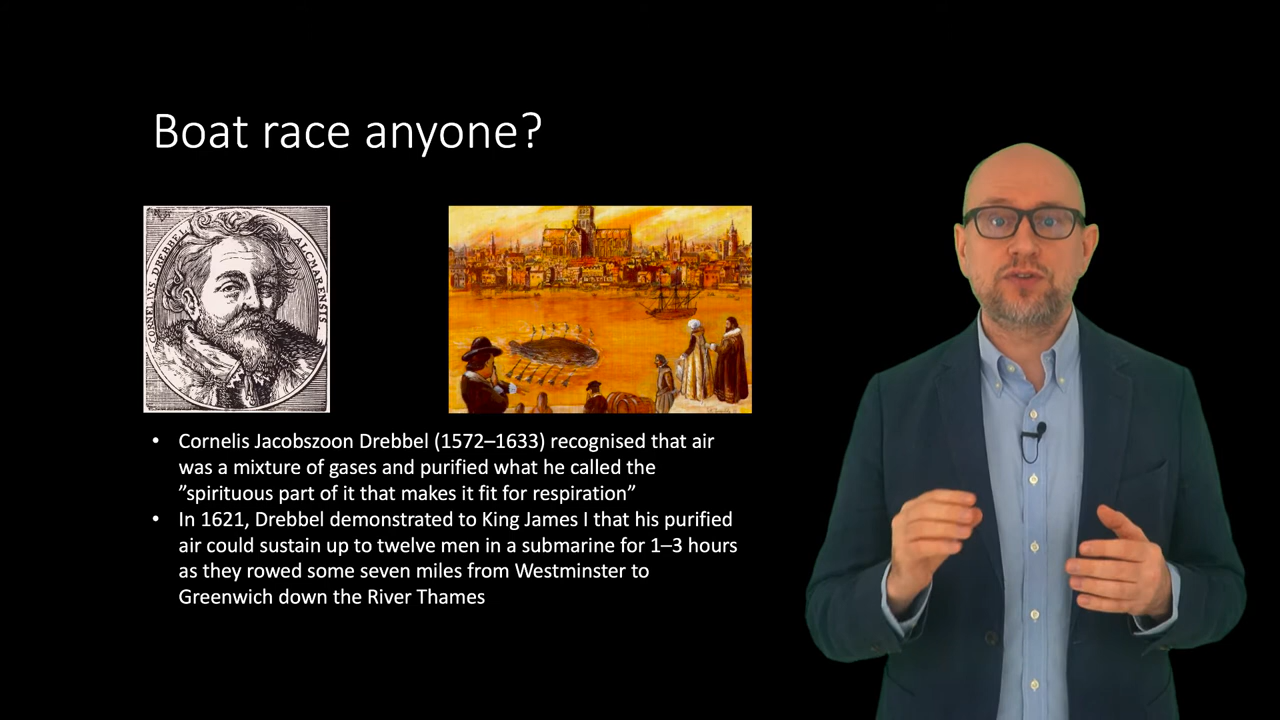 Boat race anyone?
CORNELIVS DREBBEL ALCMARENSIS
• Cornelis Jacobszoon Drebbel (1572–1633) recognised that air
was a mixture of gases and purified what he called the
”spirituous part of it that makes it fit for respiration”
• In 1621, Drebbel demonstrated to King James I that his purified
air could sustain up to twelve men in a submarine for 1–3 hours
as they rowed some seven miles from Westminster to
Greenwich down the River Thames